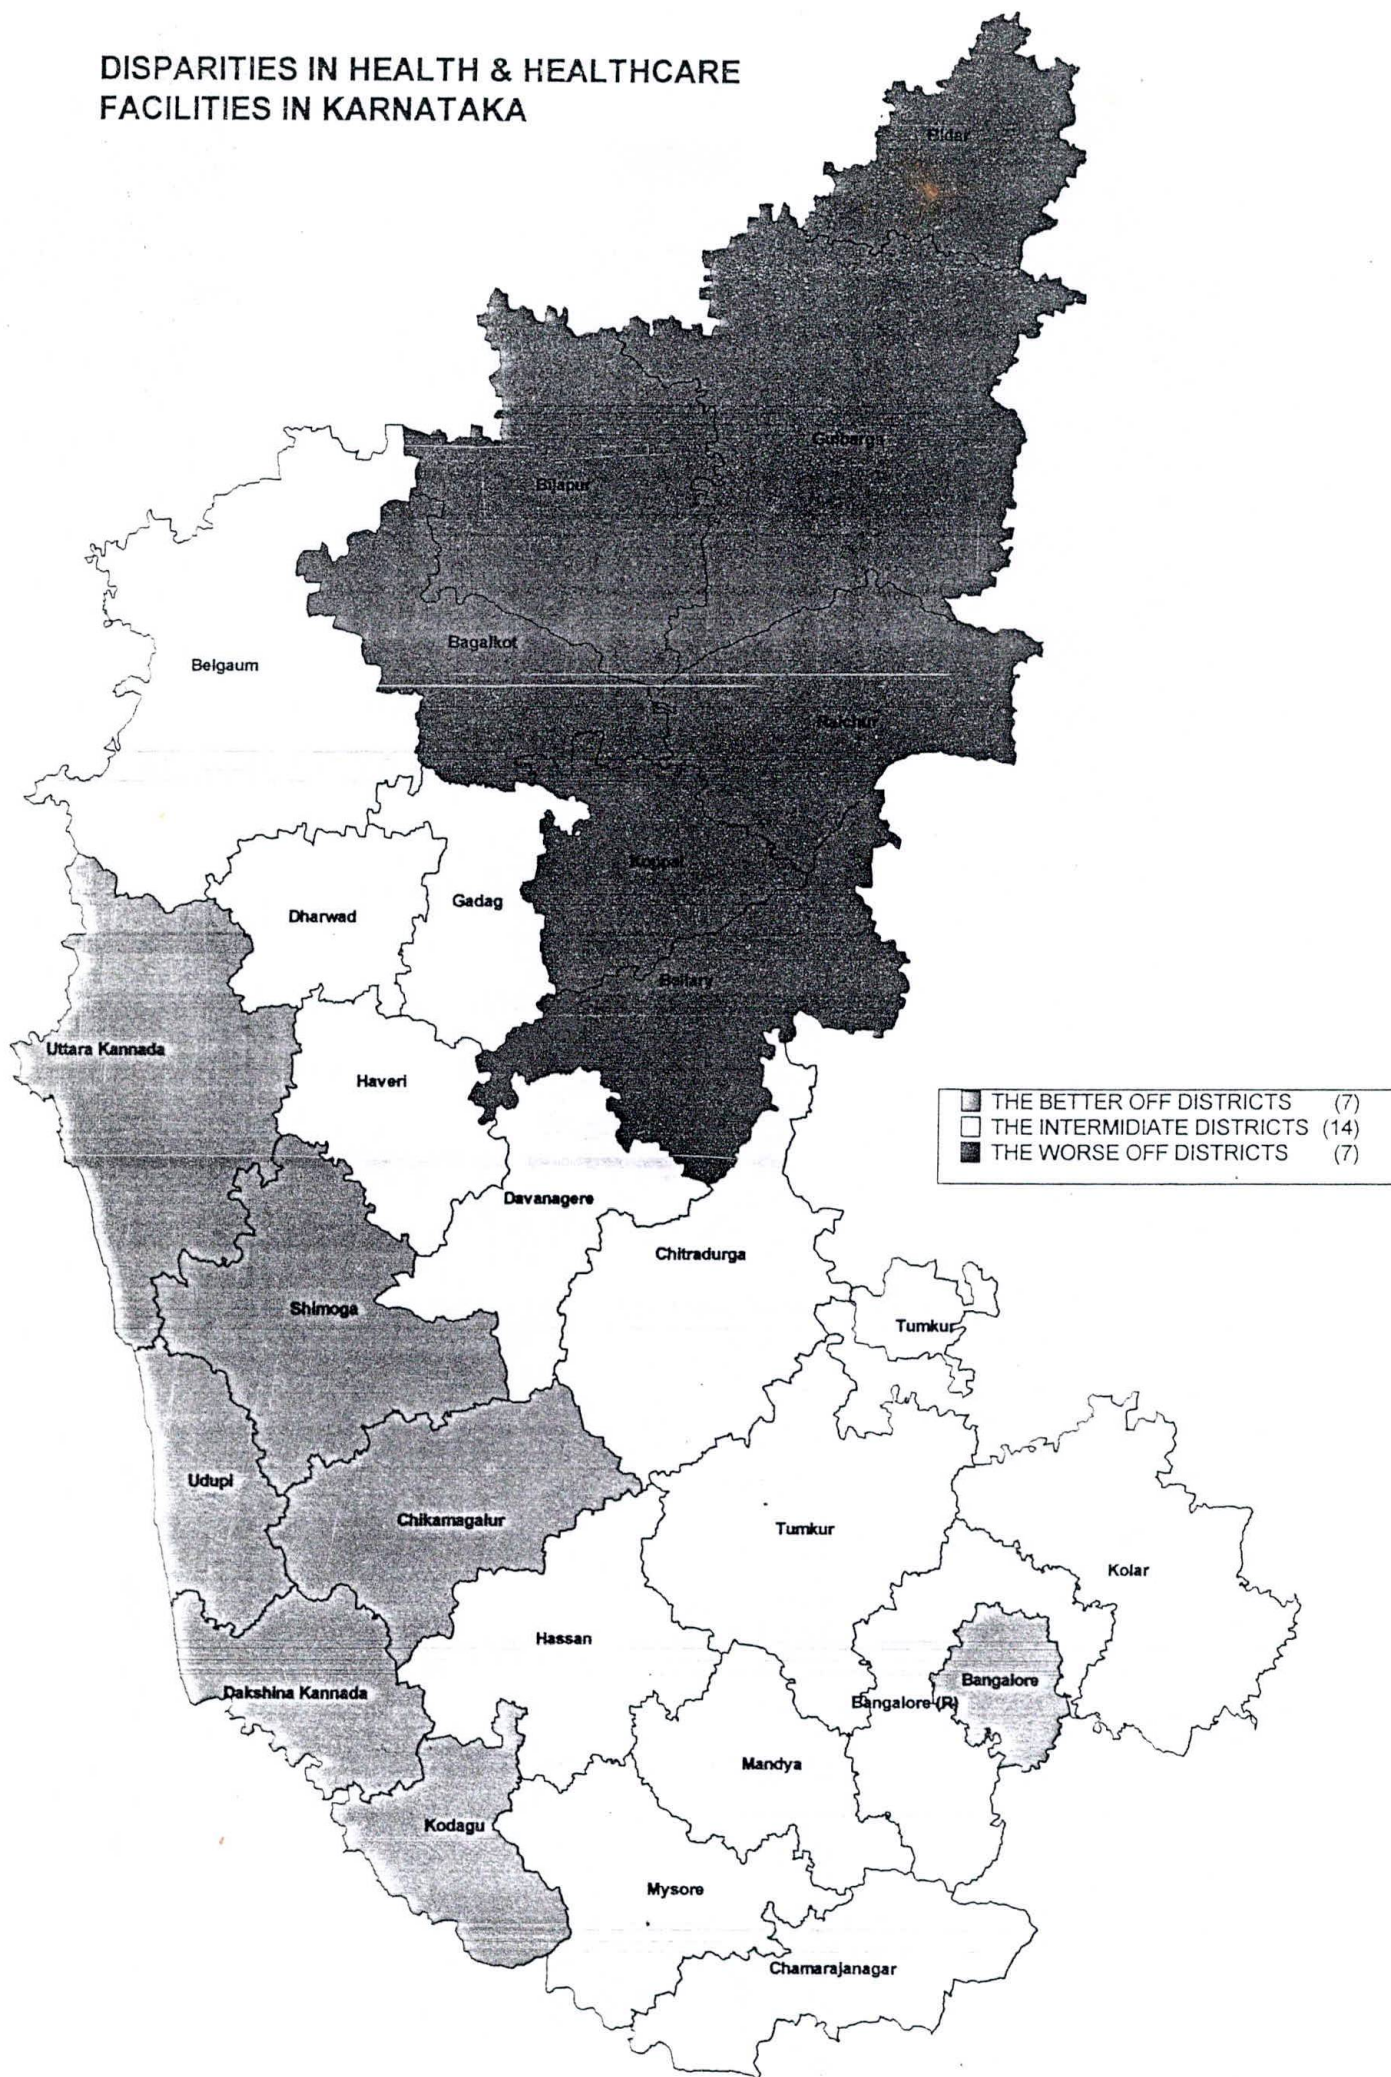 DISPARITIES IN HEALTH & HEALTHCARE
FACILITIES IN KARNATAKA
Bidar
Gulbarga
Bijapur
Bagalkot
Belgaum
Raichur
Koppal
Gadag
Dharwad
Bellary
Uttara Kannada
Haveri
THE BETTER OFF DISTRICTS (7)
THE INTERMIDIATE DISTRICTS (14)
THE WORSE OFF DISTRICTS (7)
Davanagere
Chitradurga
Shimoga
Tumkur
Udupi
Chikamagalur
Tumkur
Kolar
Hassan
Bangalore
Dakshina Kannada
Bangalore (R)
Mandya
Kodagu
Mysore
Chamarajanagar